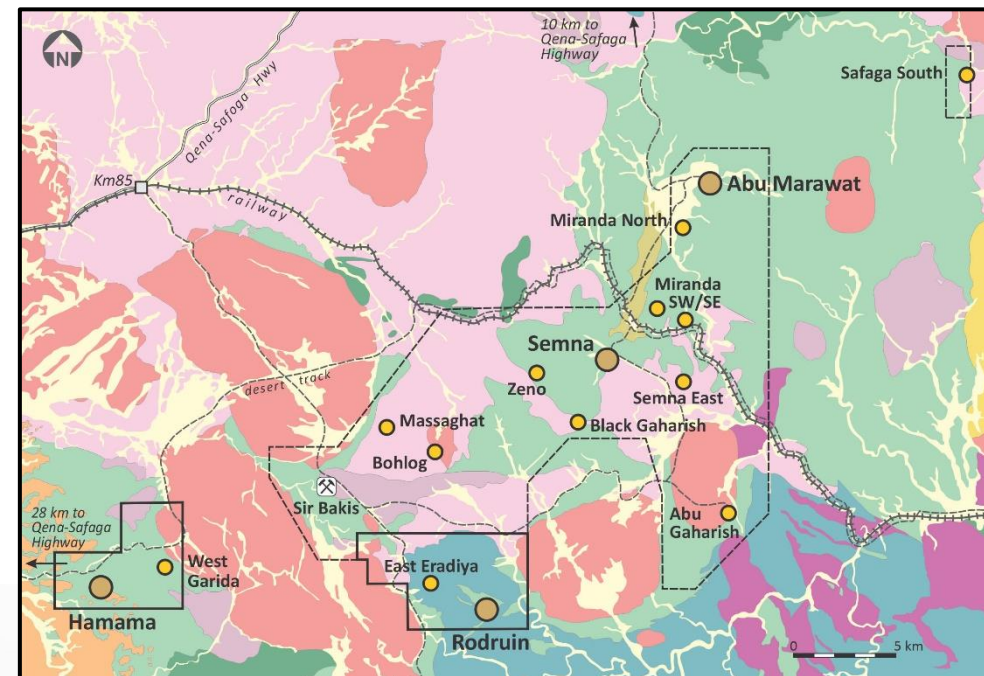 N
10 km to
Qena-Safaga
Highway
Safaga South
Qena-Safoga Hwy
Km85
railway
Abu Marawat
Miranda North
Miranda
SW/SE
Semna
Zeno
Semna East
desert track
Massaghat
Black Gaharish
Bohlog
Sir Bakis
Abu
Gaharish
28 km to
Qena-Safaga
Highway
West
Garida
East Eradiya
Hamama
Rodruin
0 5 km